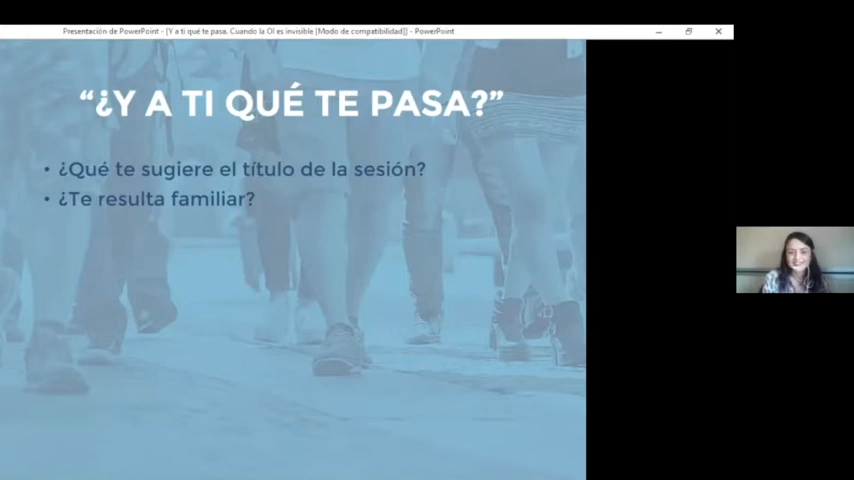 Presentación de PowerPoint - [Y a ti qué te pasa. Cuando la OI es invisible [Modo de compatibilidad]] - PowerPoint
“¿Y A TI QUÉ TE PASA?”
• ¿Qué te sugiere el título de la sesión?
• ¿Te resulta familiar?